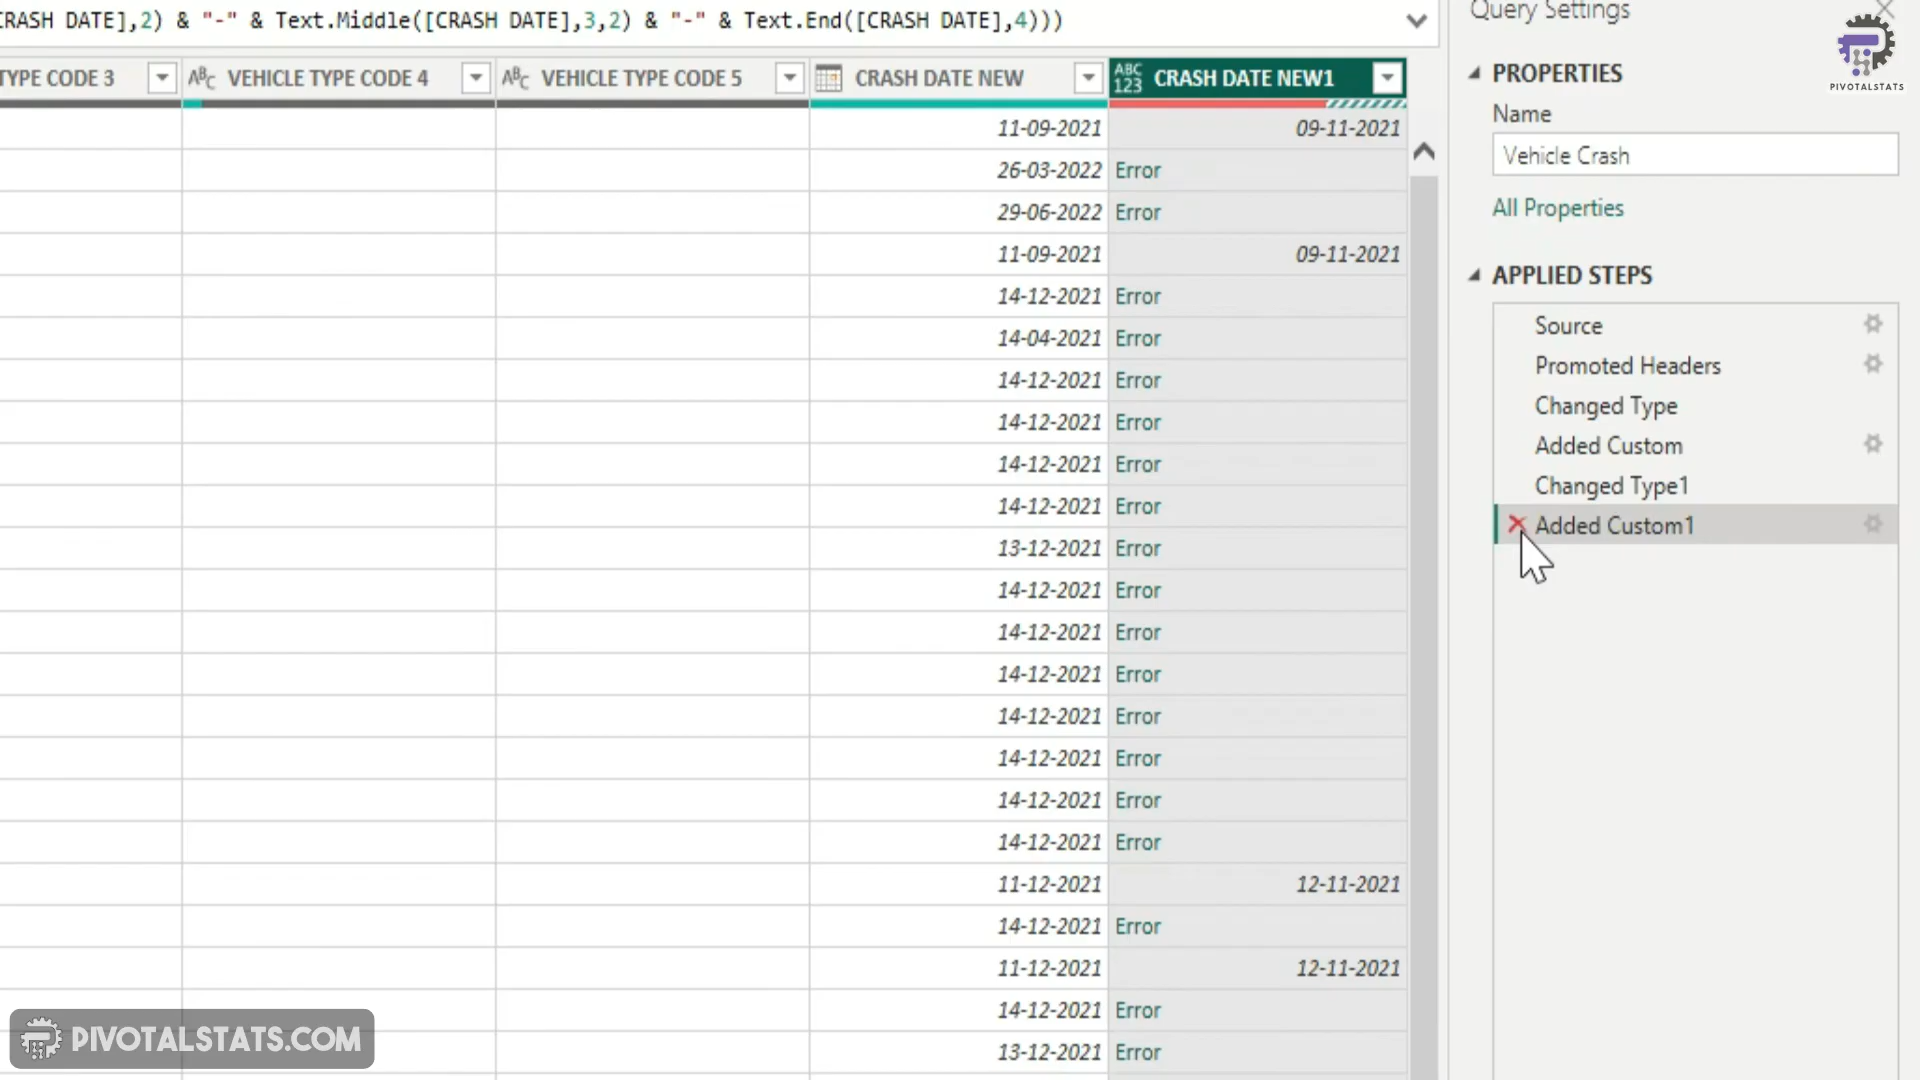 CRASH DATE],2) & "-" & Text.Middle([CRASH DATE],3,2) & "-" & Text.End([CRASH DATE],4)))
TYPE CODE 3
ABC VEHICLE TYPE CODE 4
ABC VEHICLE TYPE CODE 5
CRASH DATE NEW
ABC 123 CRASH DATE NEW1
11-09-2021 09-11-2021
26-03-2022 Error
29-06-2022 Error
11-09-2021 09-11-2021
14-12-2021 Error
14-04-2021 Error
14-12-2021 Error
14-12-2021 Error
14-12-2021 Error
14-12-2021 Error
13-12-2021 Error
14-12-2021 Error
14-12-2021 Error
14-12-2021 Error
14-12-2021 Error
14-12-2021 Error
14-12-2021 Error
14-12-2021 Error
11-12-2021 12-11-2021
14-12-2021 Error
11-12-2021 12-11-2021
14-12-2021 Error
13-12-2021 Error
Query Settings
PROPERTIES
Name
Vehicle Crash
All Properties
APPLIED STEPS
Source
Promoted Headers
Changed Type
Added Custom
Changed Type1
Added Custom1
PIVOTALSTATS
PIVOTALSTATS.COM